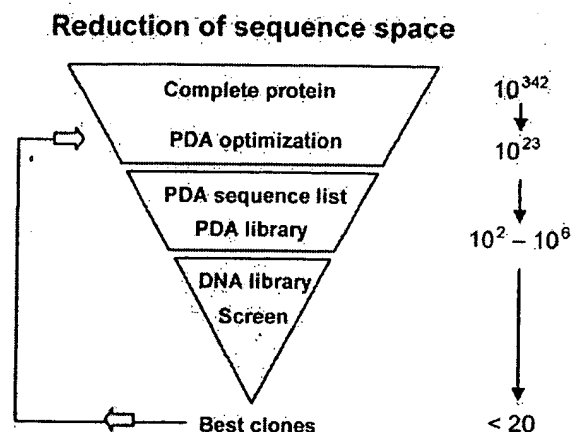 Reduction of sequence space
Complete protein 10^342
PDA optimization 10^23
PDA sequence list
PDA library 10^2 – 10^6
DNA library
Screen
Best clones < 20